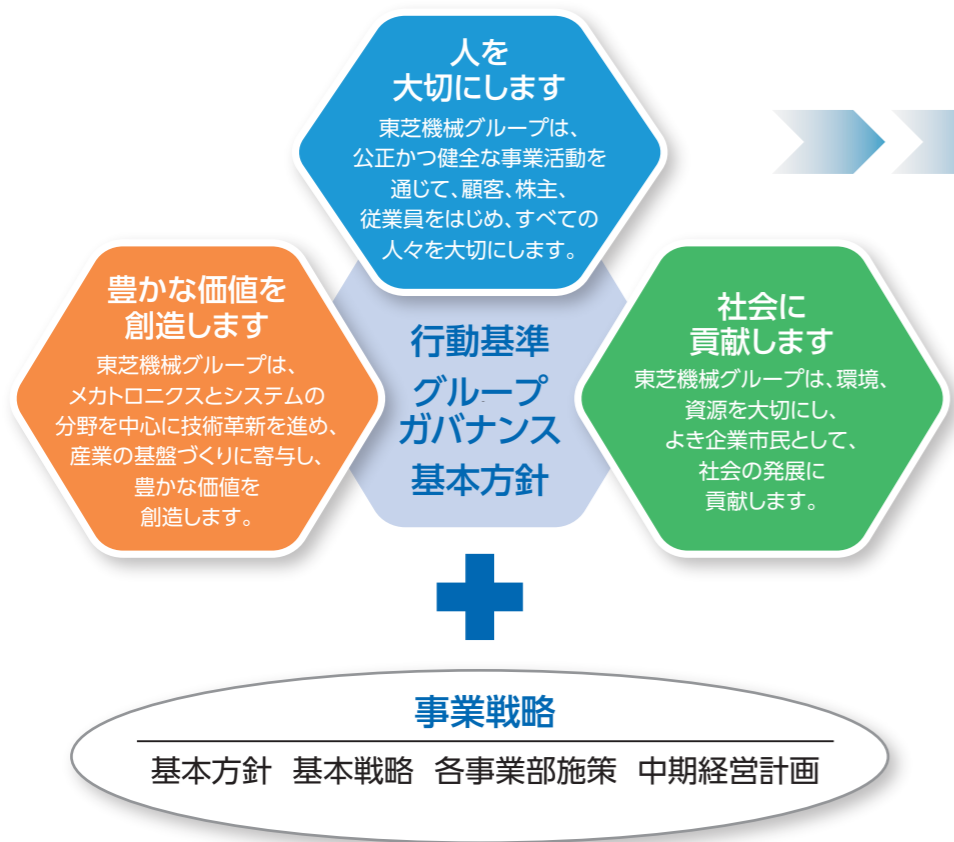 人を
大切にします
東芝機械グループは、
公正かつ健全な事業活動を
通じて、顧客、株主、
従業員をはじめ、すべての
人々を大切にします。
豊かな価値を
創造します
東芝機械グループは、
メカトロニクスとシステムの
分野を中心に技術革新を進め、
産業の基盤づくりに寄与し、
豊かな価値を
創造します。
行動基準
グループ
ガバナンス
基本方針
社会に
貢献します
東芝機械グループは、環境、
資源を大切にし、
よき企業市民として、
社会の発展に
貢献します。
事業戦略
基本方針 基本戦略 各事業部施策 中期経営計画